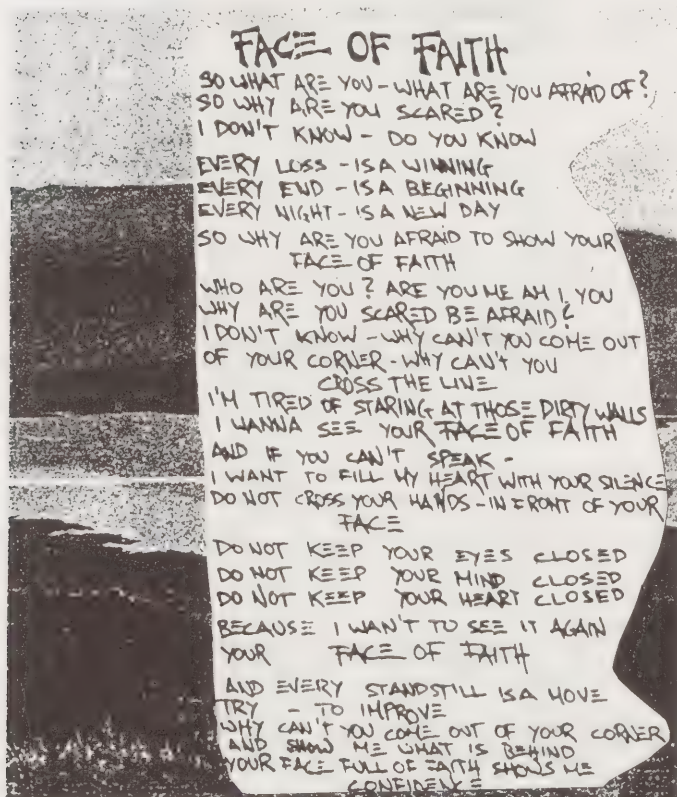 FACE OF FAITH
SO WHAT ARE YOU - WHAT ARE YOU AFRAID OF?
SO WHY ARE YOU SCARED?
I DON'T KNOW - DO YOU KNOW
EVERY LOSS - IS A WINNING
EVERY END - IS A BEGINNING
EVERY NIGHT - IS A NEW DAY
SO WHY ARE YOU AFRAID TO SHOW YOUR
FACE OF FAITH
WHO ARE YOU? ARE YOU ME AM I YOU
WHY ARE YOU SCARED BE AFRAID?
I DON'T KNOW - WHY CAN'T YOU COME OUT
OF YOUR CORNER - WHY CAN'T YOU
CROSS THE LINE
I'M TIRED OF STARING AT THOSE DIRTY WALLS
I WANNA SEE YOUR FACE OF FAITH
AND IF YOU CAN'T SPEAK -
I WANT TO FILL MY HEART WITH YOUR SILENCE
DO NOT CROSS YOUR HANDS - IN FRONT OF YOUR
FACE
DO NOT KEEP YOUR EYES CLOSED
DO NOT KEEP YOUR MIND CLOSED
DO NOT KEEP YOUR HEART CLOSED
BECAUSE I WAN'T TO SEE IT AGAIN
YOUR FACE OF FAITH
AND EVERY STANDSTILL IS A MOVE
TRY - TO IMPROVE
WHY CAN'T YOU COME OUT OF YOUR CORNER
AND SHOW ME WHAT IS BEHIND
YOUR FACE FULL OF FAITH SHOWS ME
CONFIDENCE